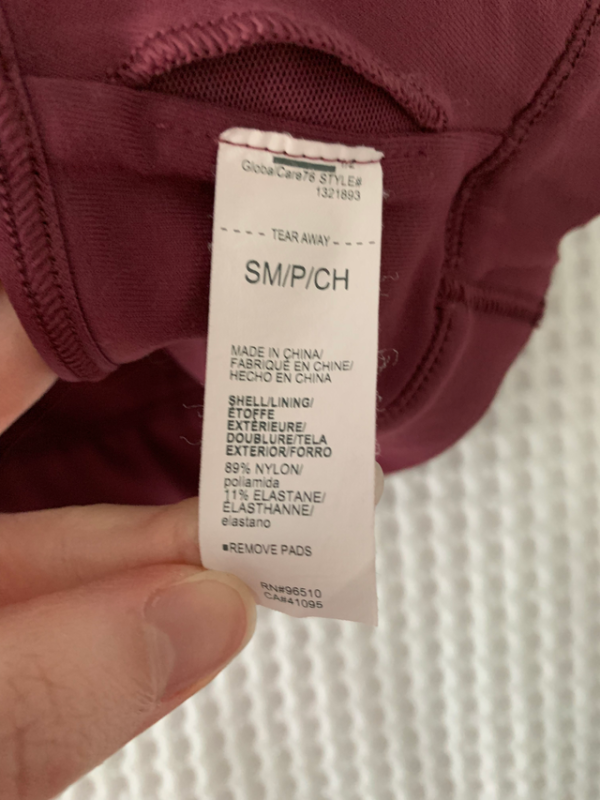 GlobalCare76 STYLE#
1321893
TEAR AWAY
SM/P/CH
MADE IN CHINA/
FABRIQUÉ EN CHINE/
HECHO EN CHINA
SHELL/LINING/
ÉTOFFE
EXTÉRIEURE/
DOUBLURE/TELA
EXTERIOR/FORRO
89% NYLON/
poliamida
11% ELASTANE/
ÉLASTHANNE/
elastano
▪REMOVE PADS
RN#96510
CA#41095